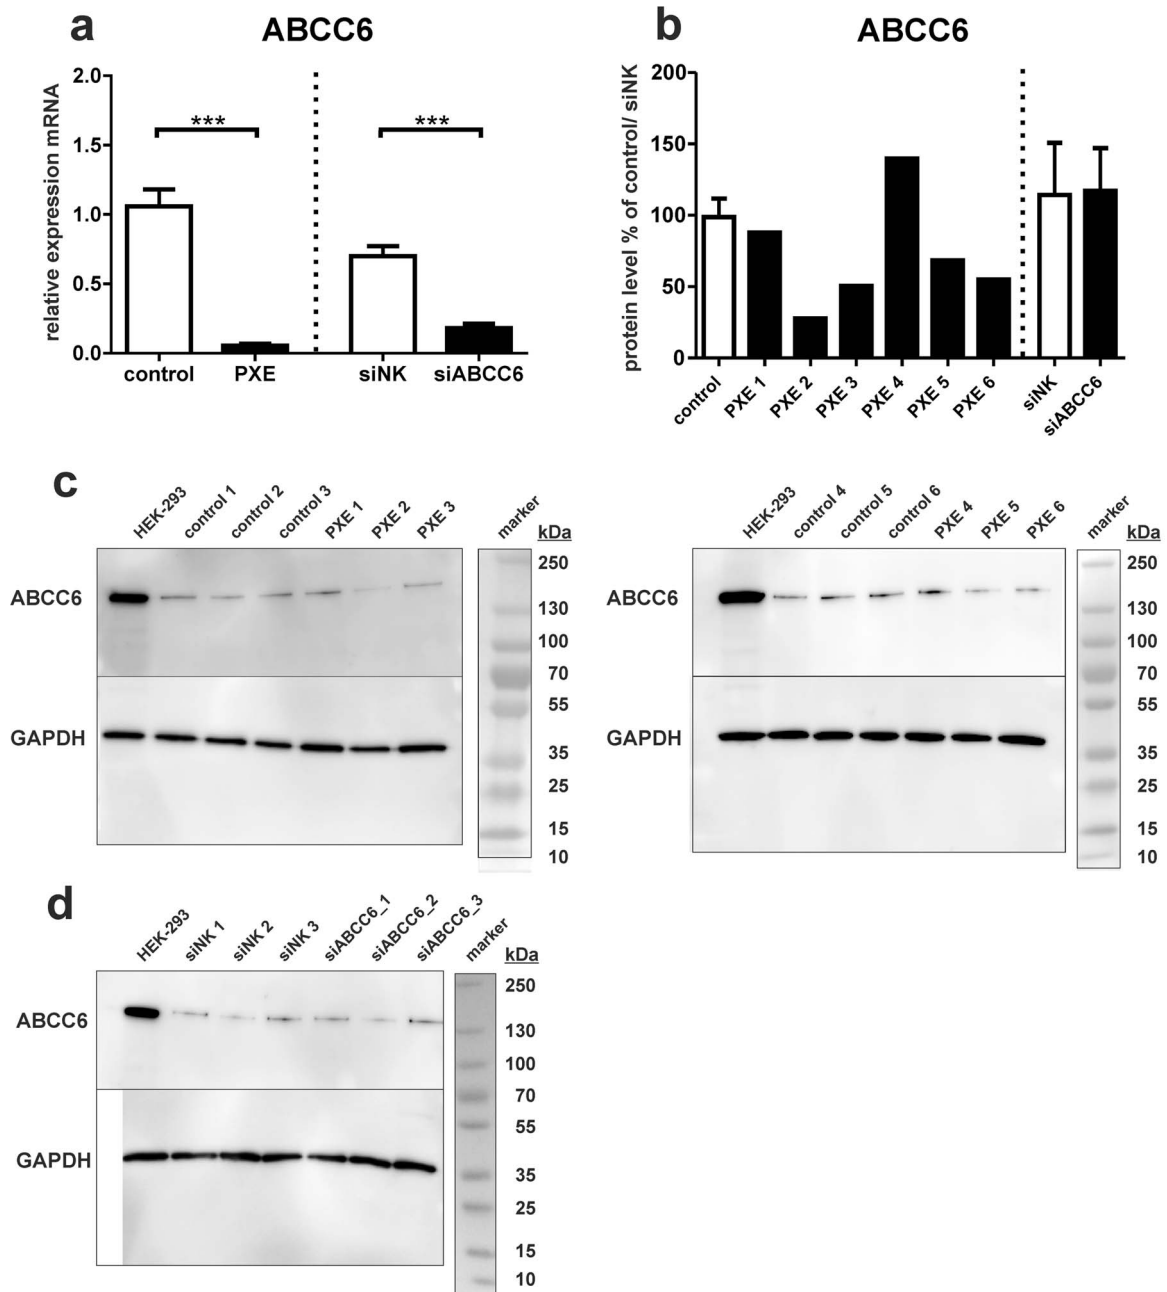 a
ABCC6
relative expression mRNA
2.0
1.5
1.0
0.5
0.0
***
***
control
PXE
siNK
siABCC6
b
ABCC6
protein level % of control/ siNK
200
150
100
50
0
control
PXE 1
PXE 2
PXE 3
PXE 4
PXE 5
PXE 6
siNK
siABCC6
c
HEK-293
control 1
control 2
control 3
PXE 1
PXE 2
PXE 3
marker
kDa
ABCC6
GAPDH
250
130
100
70
55
35
25
15
10
HEK-293
control 4
control 5
control 6
PXE 4
PXE 5
PXE 6
marker
kDa
ABCC6
GAPDH
250
130
100
70
55
35
25
15
10
d
HEK-293
siNK 1
siNK 2
siNK 3
siABCC6_1
siABCC6_2
siABCC6_3
marker
kDa
ABCC6
GAPDH
250
130
100
70
55
35
25
15
10